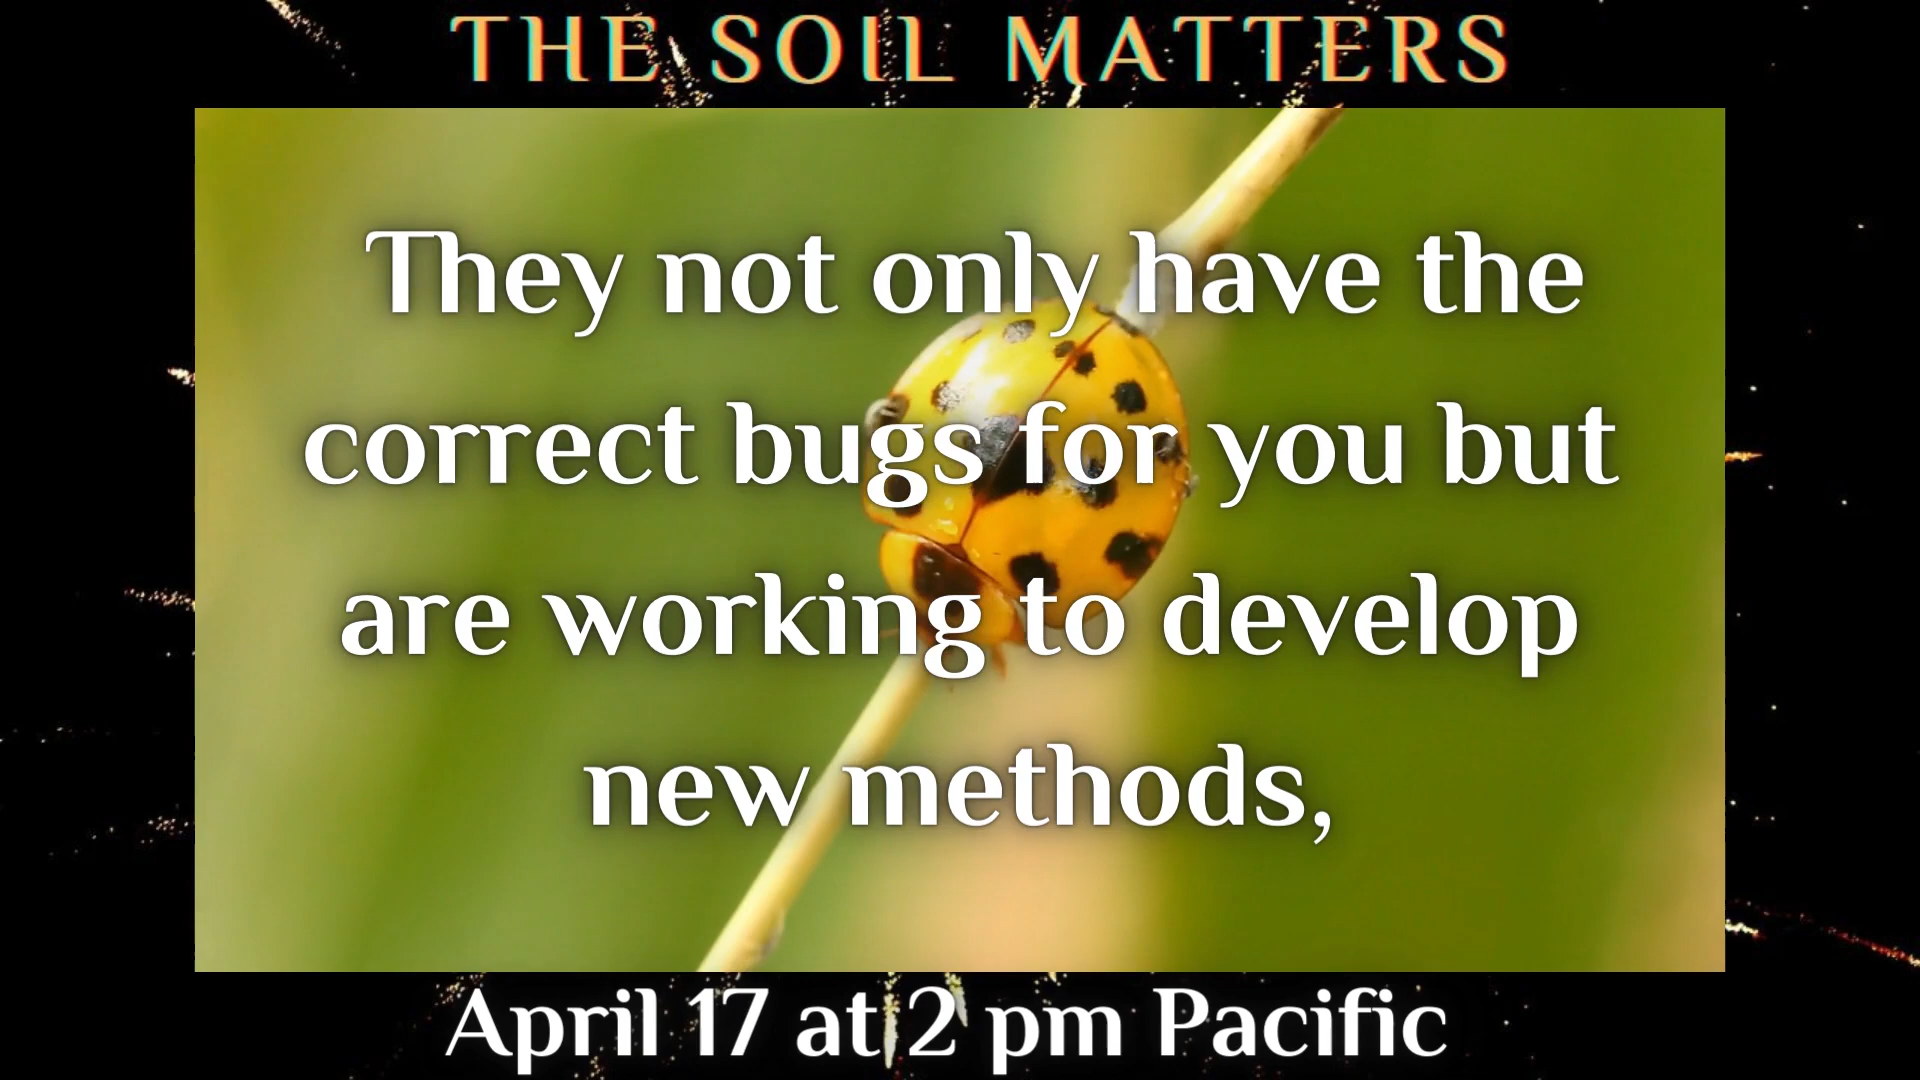 THE SOIL MATTERS
They not only have the
correct bugs for you but
are working to develop
new methods,
April 17 at 2 pm Pacific